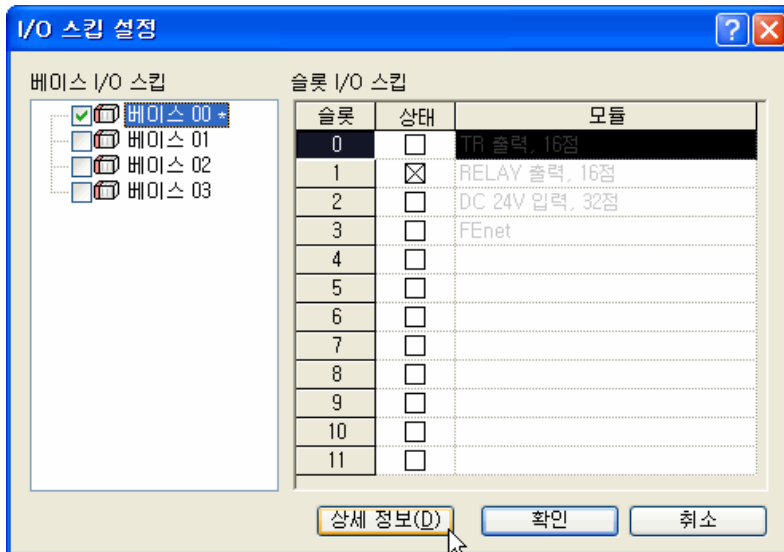 I/O 스킵 설정
베이스 I/O 스킵
베이스 00 *
베이스 01
베이스 02
베이스 03
슬롯 I/O 스킵
슬롯 상태 모듈
0 TR 출력, 16점
1 RELAY 출력, 16점
2 DC 24V 입력, 32점
3 FEnet
4
5
6
7
8
9
10
11
상세 정보(D) 확인 취소